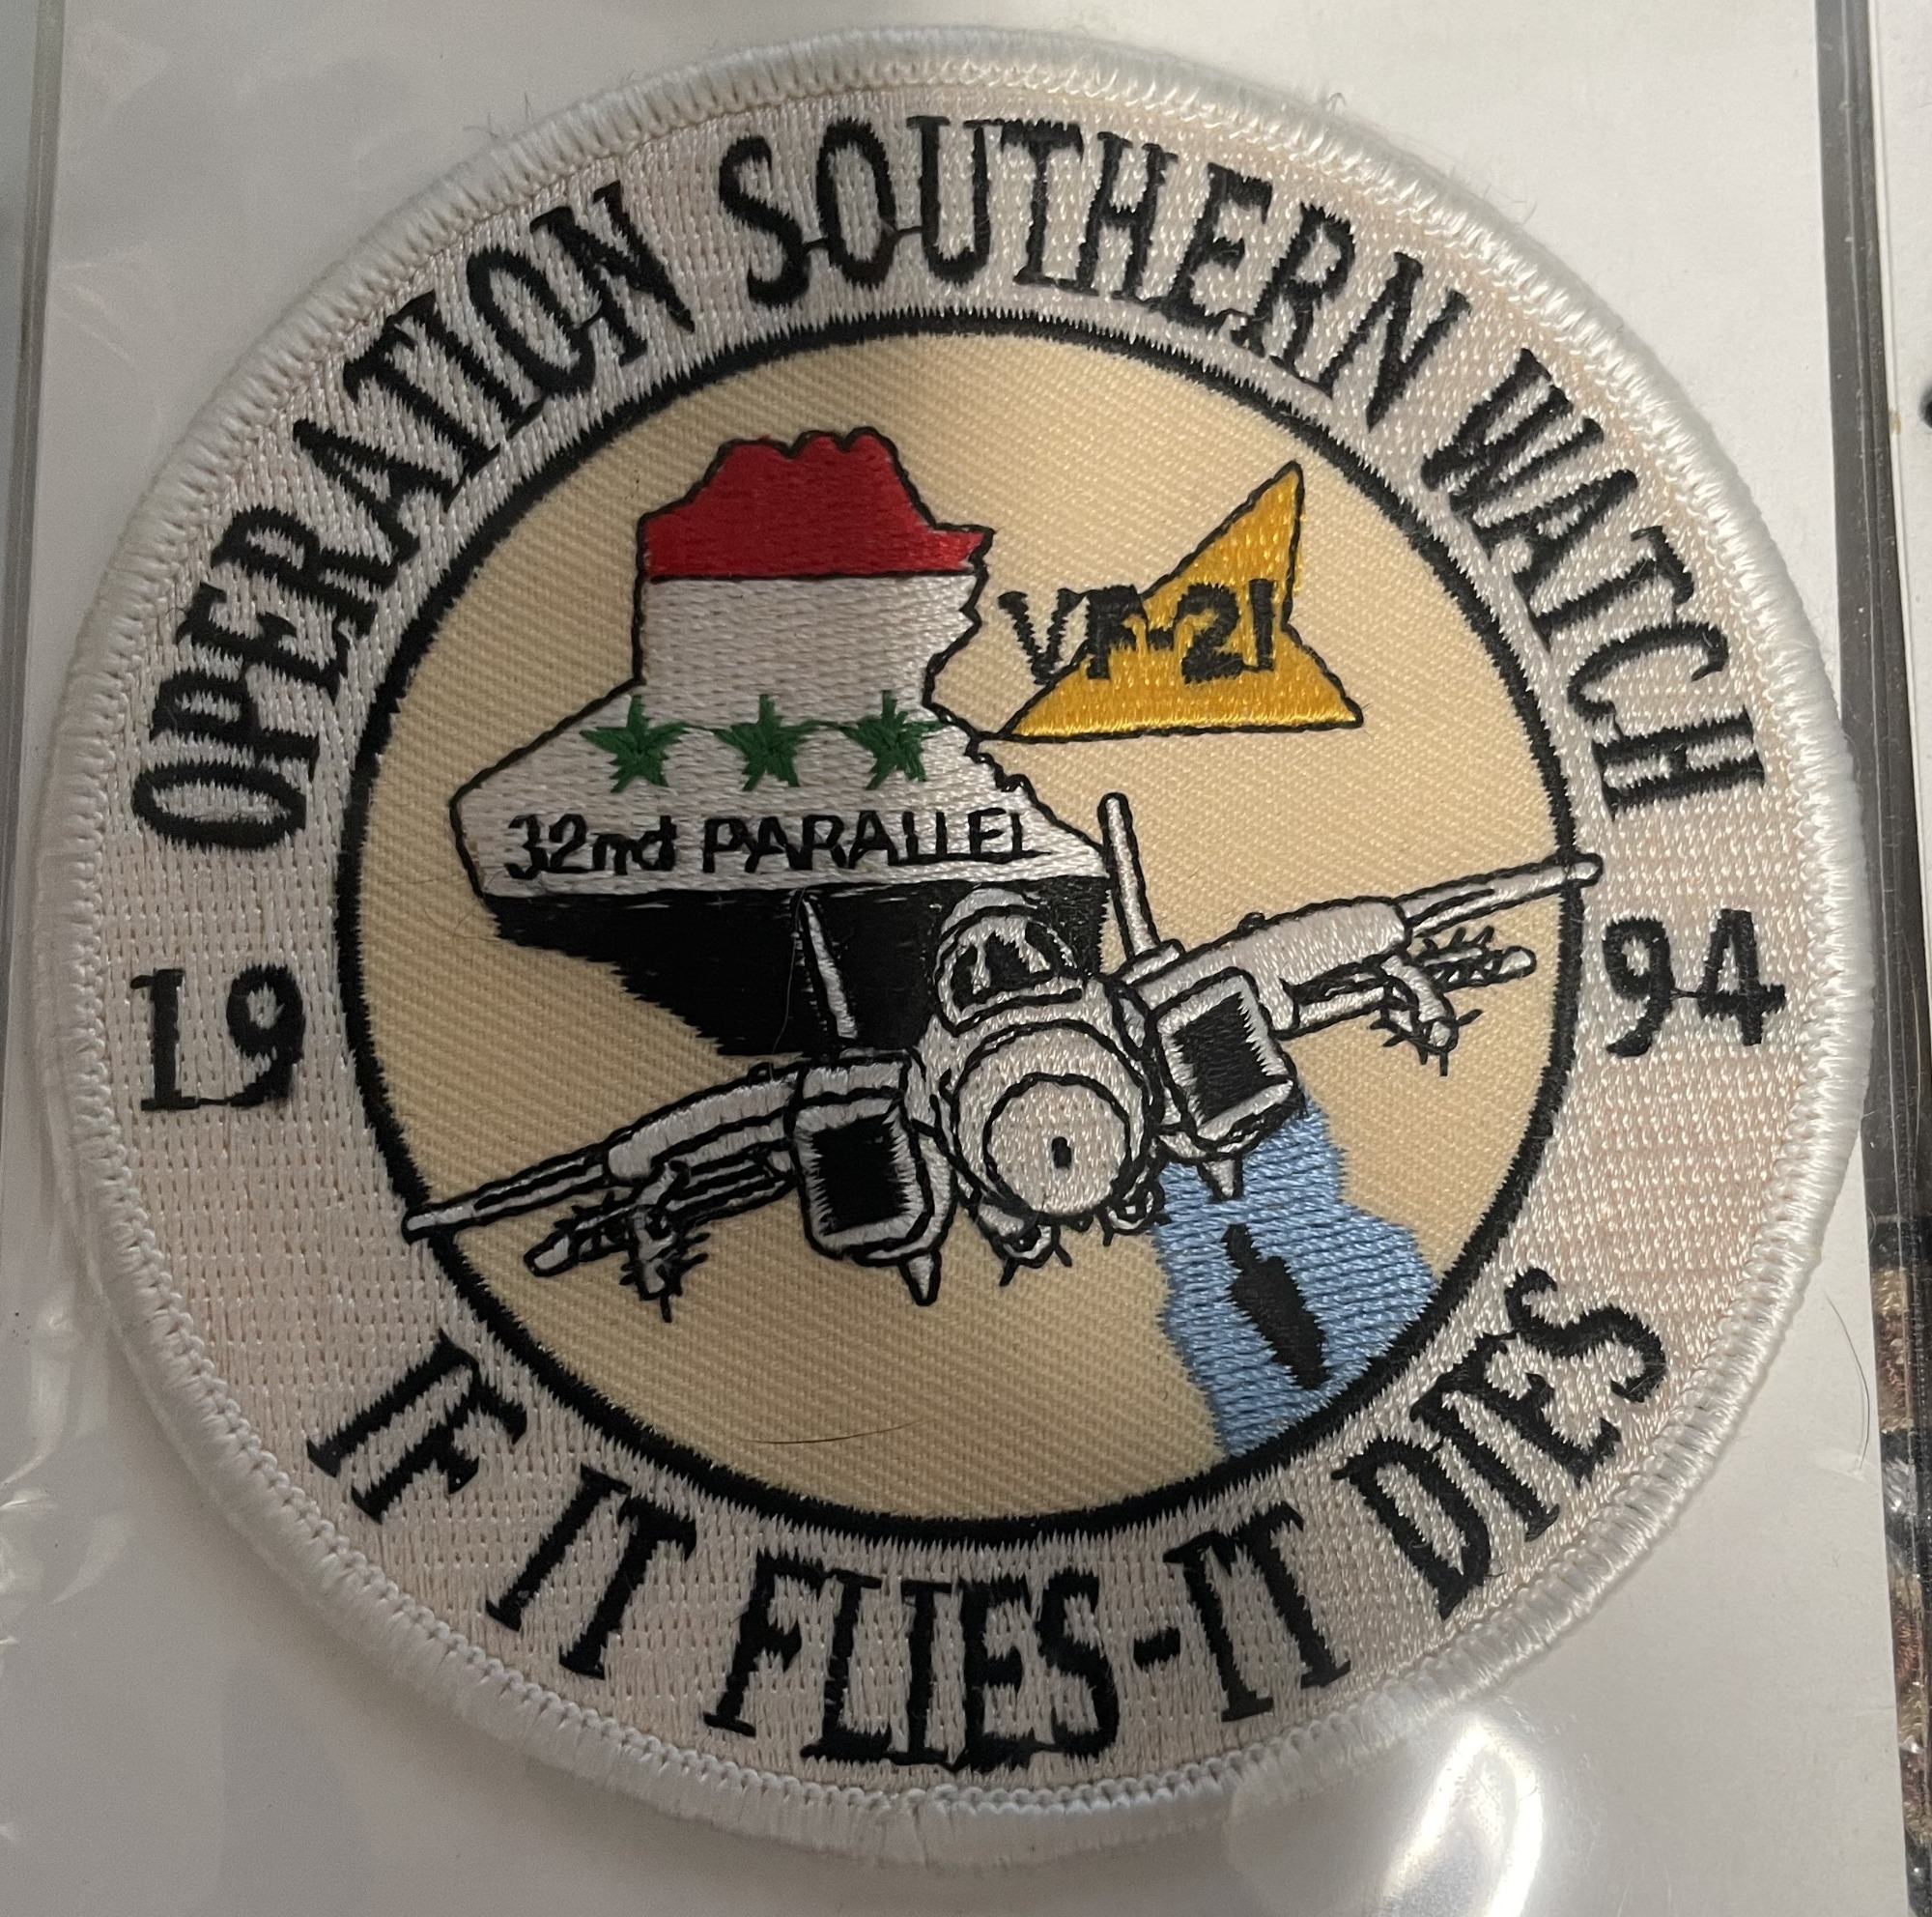 OPERATION SOUTHERN WATCH
VF-21
32nd PARALLEL
19 94
IF IT FLIES-IT DIES